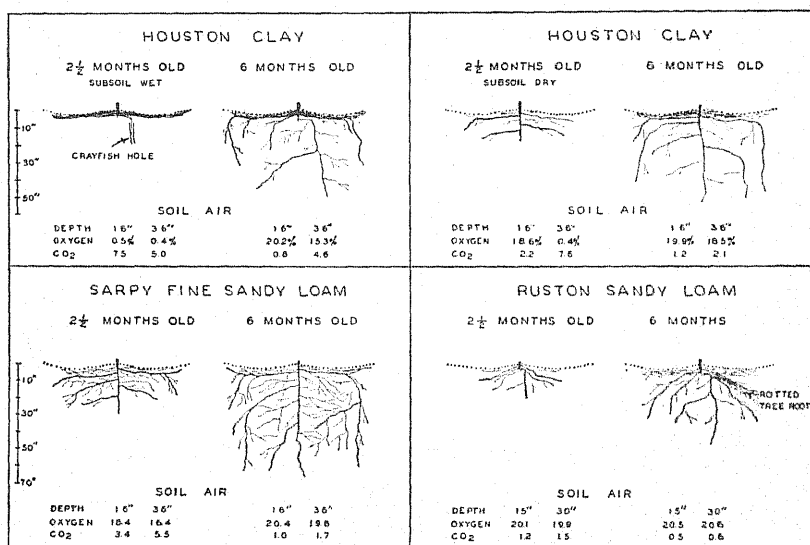 HOUSTON CLAY
2½ MONTHS OLD 6 MONTHS OLD
SUBSOIL WET
10"
30"
50"
CRAYFISH HOLE
SOIL AIR
DEPTH 16" 36" 16" 36"
OXYGEN 0.5% 0.4% 20.2% 15.3%
CO2 7.5 5.0 0.8 4.6
HOUSTON CLAY
2½ MONTHS OLD 6 MONTHS OLD
SUBSOIL DRY
SOIL AIR
DEPTH 16" 36" 16" 36"
OXYGEN 18.6% 0.4% 19.9% 18.5%
CO2 2.2 7.6 1.2 2.1
SARPY FINE SANDY LOAM
2½ MONTHS OLD 6 MONTHS OLD
10"
30"
50"
70"
SOIL AIR
DEPTH 16" 36" 16" 36"
OXYGEN 18.4 16.4 20.4 19.8
CO2 3.4 5.5 1.0 1.7
RUSTON SANDY LOAM
2½ MONTHS OLD 6 MONTHS
ROTTED
TREE ROOT
SOIL AIR
DEPTH 15" 30" 15" 30"
OXYGEN 20.1 19.9 20.5 20.6
CO2 1.2 1.5 0.5 0.6